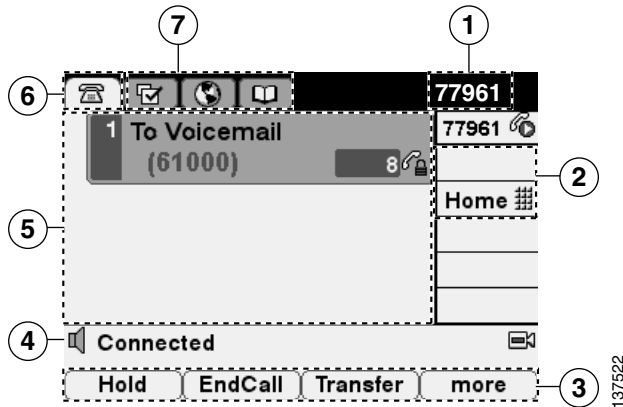 7
1
6
77961
1 To Voicemail
77961
(61000)
8
2
Home
5
4
Connected
Hold
EndCall
Transfer
more
3
137522